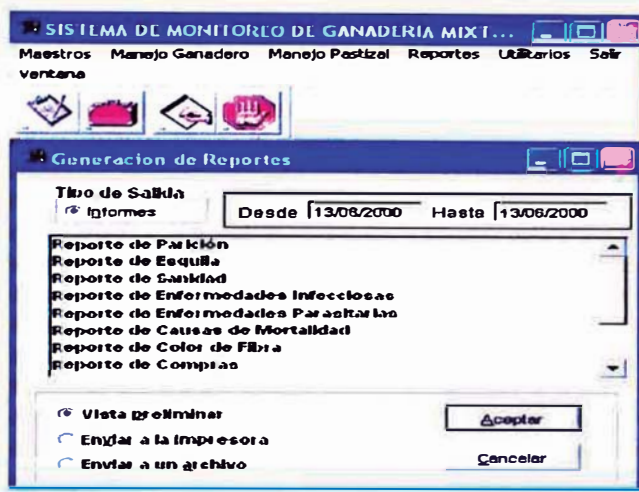 SISTEMA DE MONITOREO DE GANADERIA MIXT...
Maestros Manejo Ganadero Manejo Pastizal Reportes Utilitarios Salir
Ventana
Generacion de Reportes
Tipo de Salida
Informes
Desde 13/06/2000 Hasta 13/06/2000
Reporte de Parición
Reporte de Esquila
Reporte de Sanidad
Reporte de Enfermedades Infecciosas
Reporte de Enfermedades Parasitarias
Reporte de Causas de Mortalidad
Reporte de Color de Fibra
Reporte de Compras
Vista preliminar
Aceptar
Enviar a la impresora
Enviar a un archivo
Cancelar